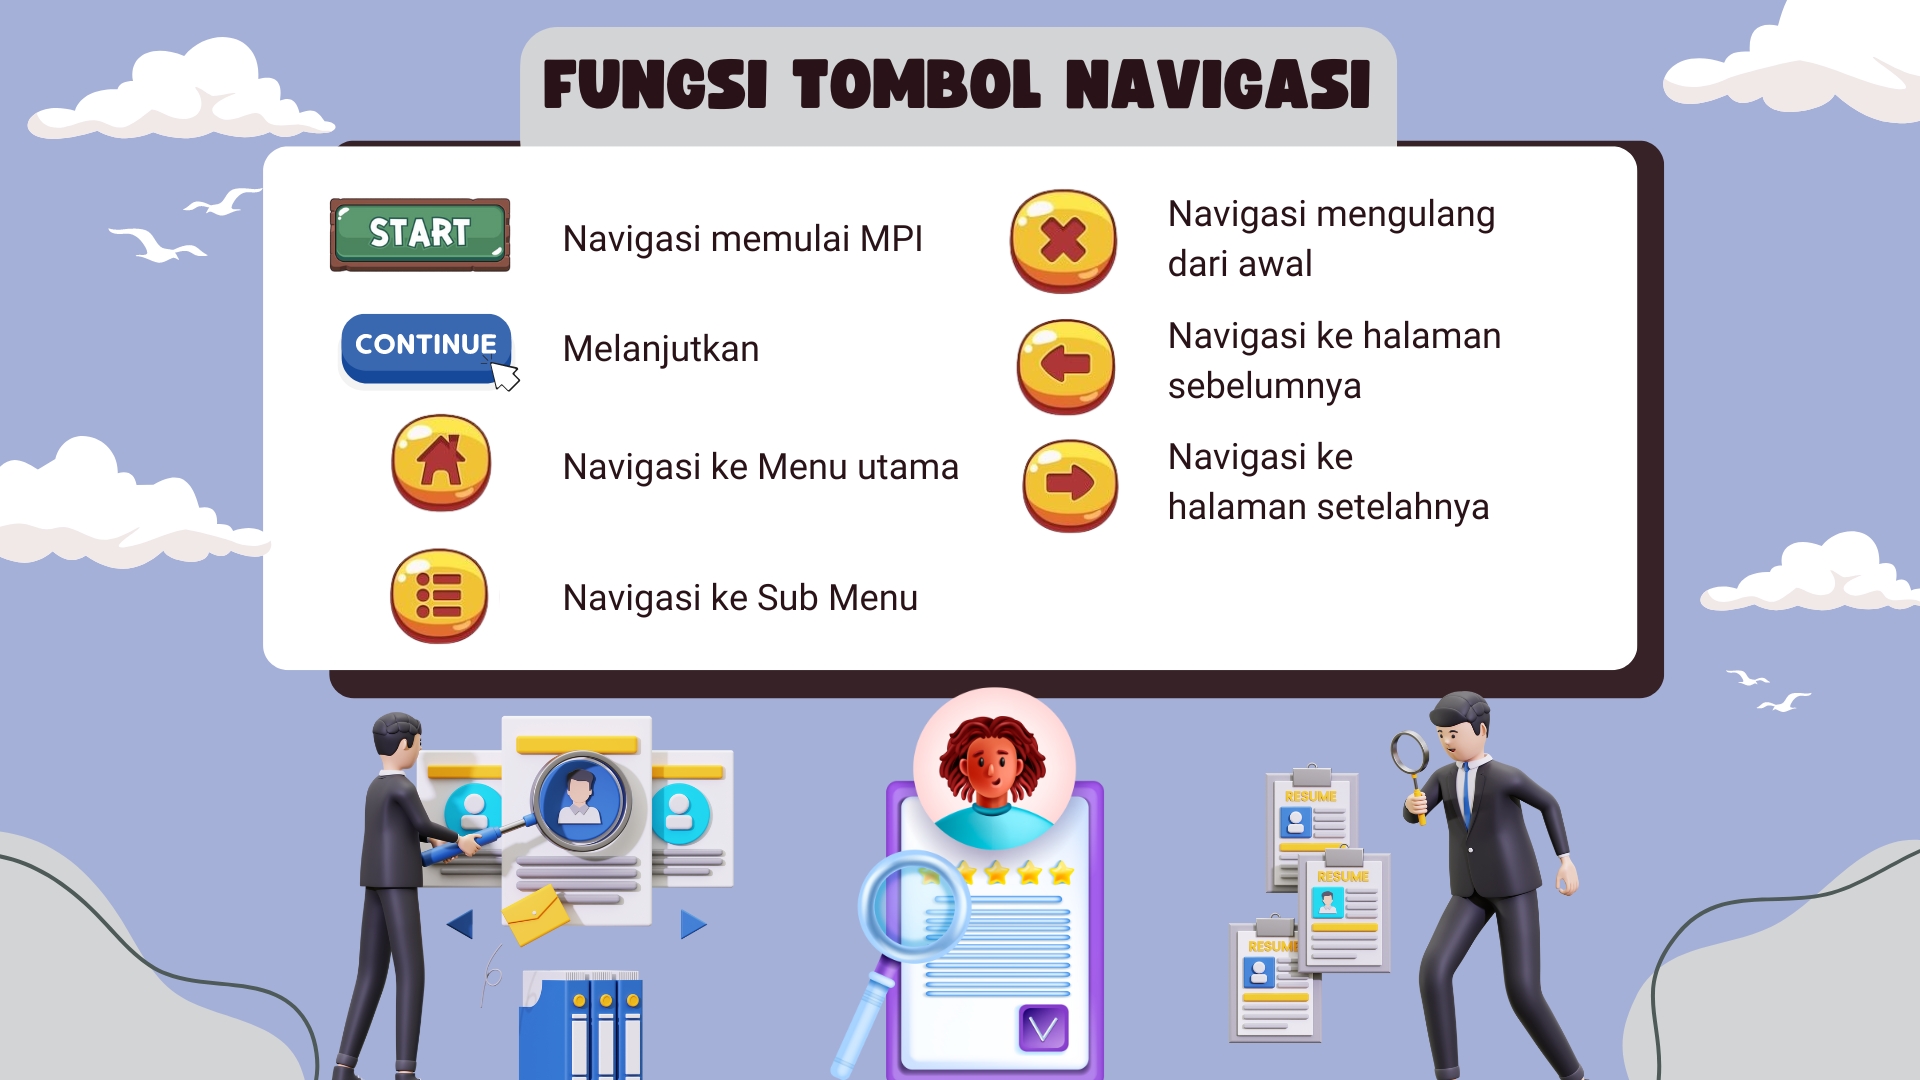 FUNGSI TOMBOL NAVIGASI
START
Navigasi memulai MPI
CONTINUE
Melanjutkan
Navigasi ke Menu utama
Navigasi ke Sub Menu
Navigasi mengulang
dari awal
Navigasi ke halaman
sebelumnya
Navigasi ke
halaman setelahnya
RESUME
RESUME
RESUME